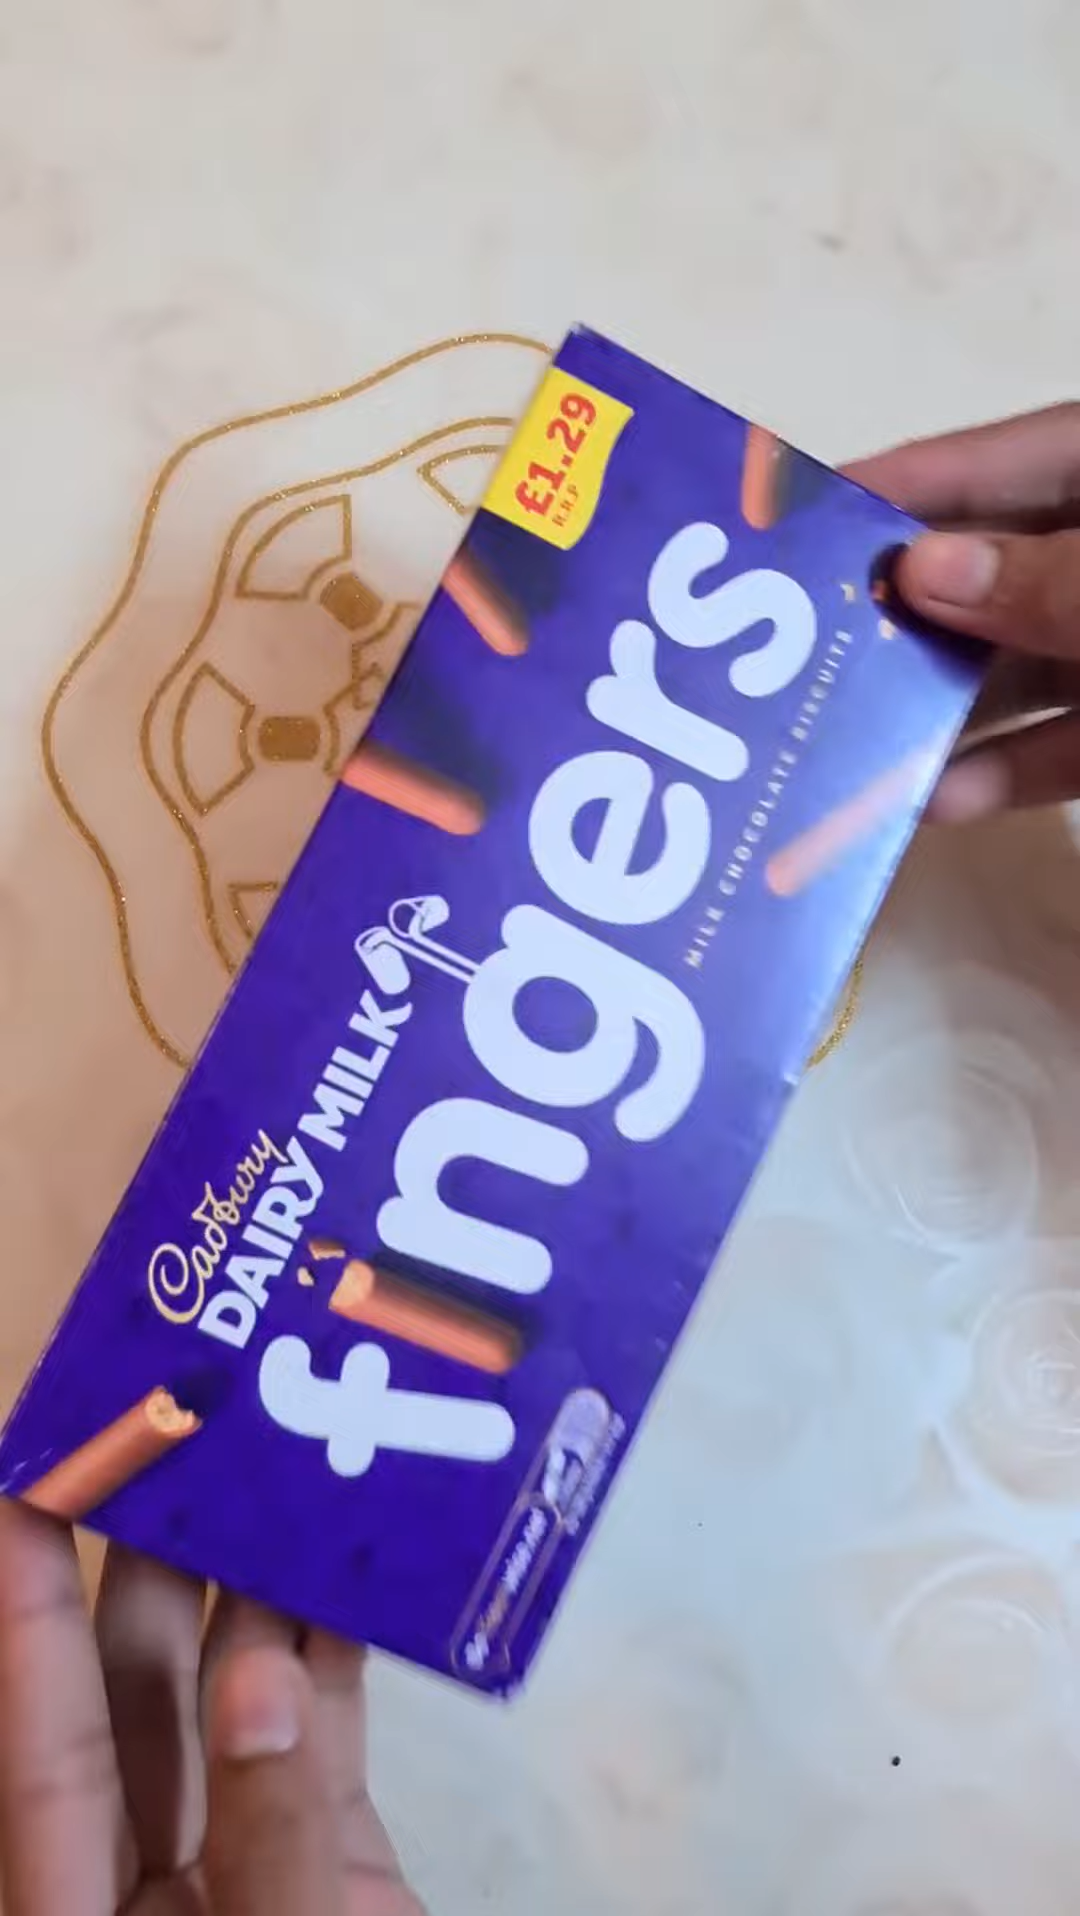 £1.29
R.R.P
Cadbury
DAIRY MILK
fingers
MILK CHOCOLATE BISCUITS